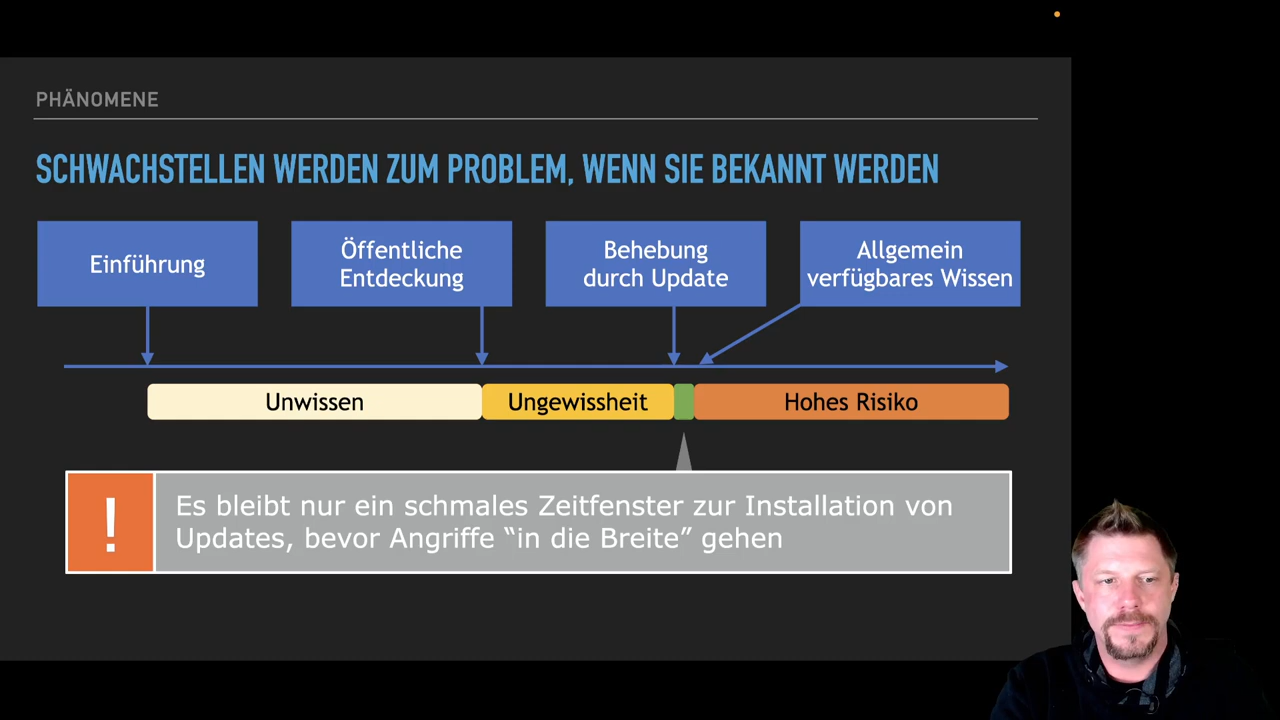 PHÄNOMENE
SCHWACHSTELLEN WERDEN ZUM PROBLEM, WENN SIE BEKANNT WERDEN
Einführung
Öffentliche
Entdeckung
Behebung
durch Update
Allgemein
verfügbares Wissen
Unwissen
Ungewissheit
Hohes Risiko
!
Es bleibt nur ein schmales Zeitfenster zur Installation von
Updates, bevor Angriffe “in die Breite” gehen